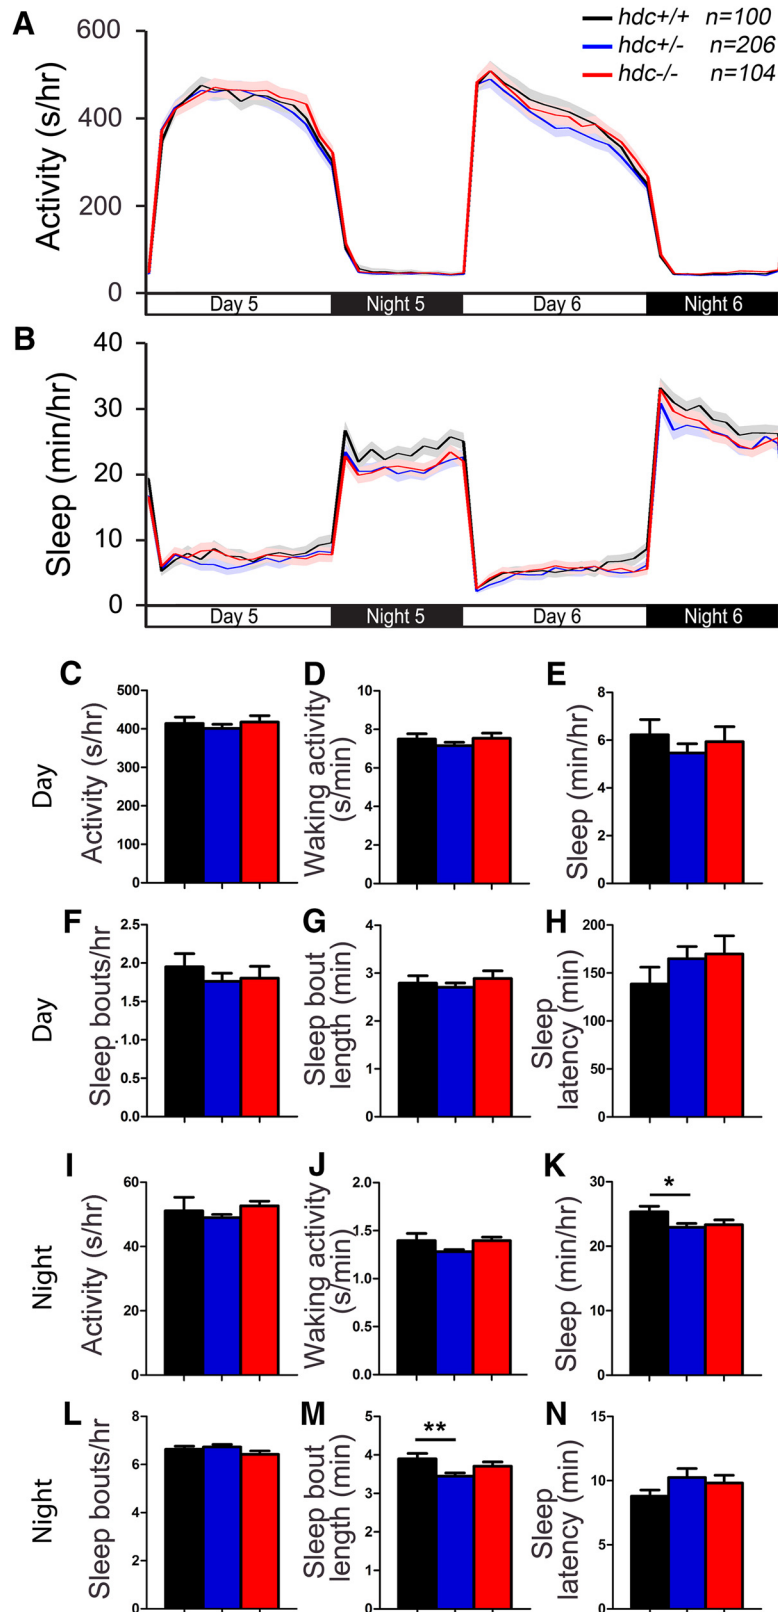 A
hdc+/+ n=100
hdc+/- n=206
hdc-/- n=104
Activity (s/hr)
600
400
200
0
Day 5 Night 5 Day 6 Night 6
B
Sleep (min/hr)
40
30
20
10
0
Day 5 Night 5 Day 6 Night 6
Day
C
Activity (s/hr)
500
400
300
200
100
0
D
Waking activity
(s/min)
10
8
6
4
2
0
E
Sleep (min/hr)
8
6
4
2
0
Day
F
Sleep bouts/hr
2.5
2.0
1.5
1.0
0.5
0.0
G
Sleep bout
length (min)
4
3
2
1
0
H
Sleep
latency (min)
200
150
100
50
0
Night
I
Activity (s/hr)
60
40
20
0
J
Waking activity
(s/min)
2.0
1.5
1.0
0.5
0.0
K
Sleep (min/hr)
30
20
10
0
*
Night
L
Sleep bouts/hr
8
6
4
2
0
M
Sleep bout
length (min)
5
4
3
2
1
0
**
N
Sleep
latency (min)
15
10
5
0